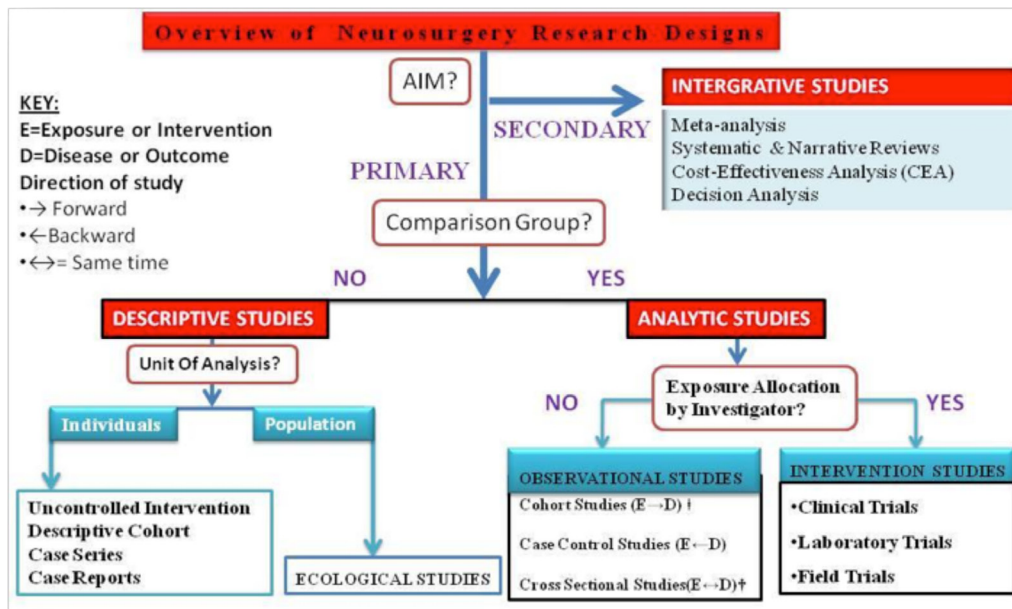 Overview of Neurosurgery Research Designs
AIM?
KEY:
E=Exposure or Intervention
D=Disease or Outcome
Direction of study
•→ Forward
•←Backward
•↔= Same time
SECONDARY
INTERGRATIVE STUDIES
Meta-analysis
Systematic & Narrative Reviews
Cost-Effectiveness Analysis (CEA)
Decision Analysis
PRIMARY
Comparison Group?
NO
YES
DESCRIPTIVE STUDIES
Unit Of Analysis?
Individuals
Population
Uncontrolled Intervention
Descriptive Cohort
Case Series
Case Reports
ECOLOGICAL STUDIES
ANALYTIC STUDIES
Exposure Allocation
by Investigator?
NO
YES
OBSERVATIONAL STUDIES
Cohort Studies (E→D) ƚ
Case Control Studies (E←D)
Cross Sectional Studies(E↔D)†
INTERVENTION STUDIES
•Clinical Trials
•Laboratory Trials
•Field Trials